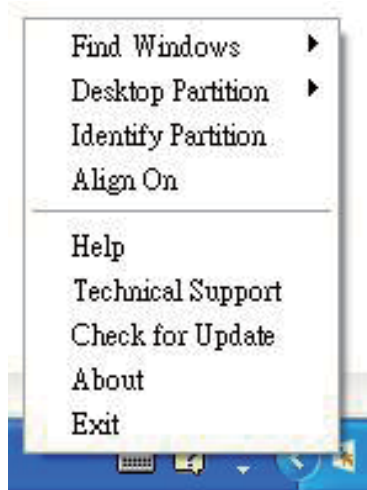 Find Windows
Desktop Partition
Identify Partition
Align On
Help
Technical Support
Check for Update
About
Exit